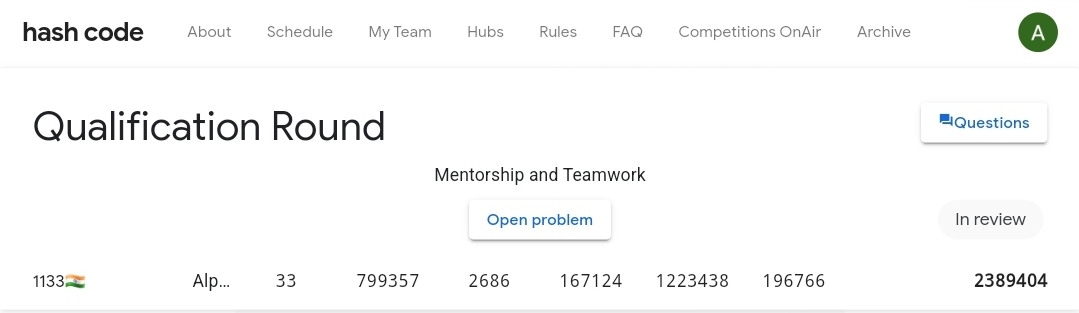 hash code About Schedule My Team Hubs Rules FAQ Competitions OnAir Archive A
Qualification Round Questions
Mentorship and Teamwork
Open problem In review
1133🇮🇳 Alp... 33 799357 2686 167124 1223438 196766 2389404